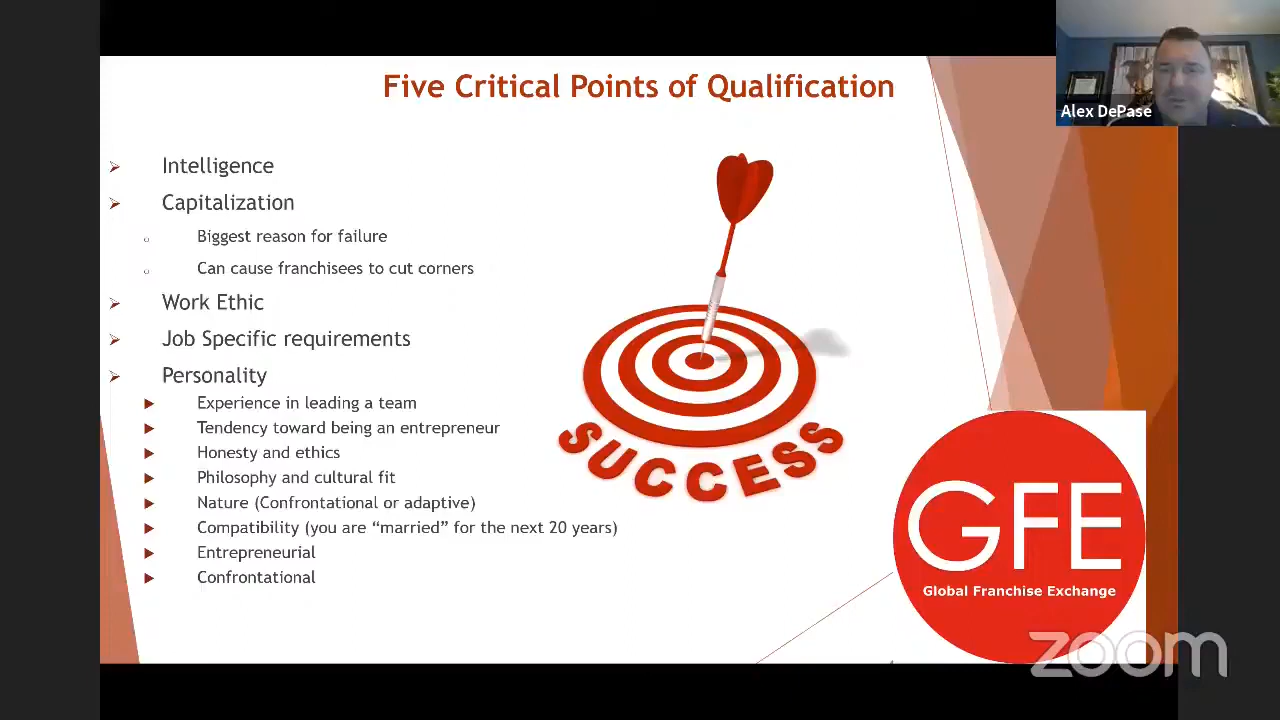 Five Critical Points of Qualification
Alex DePase
Intelligence
Capitalization
Biggest reason for failure
Can cause franchisees to cut corners
Work Ethic
Job Specific requirements
Personality
Experience in leading a team
Tendency toward being an entrepreneur
Honesty and ethics
Philosophy and cultural fit
Nature (Confrontational or adaptive)
Compatibility (you are “married” for the next 20 years)
Entrepreneurial
Confrontational
SUCCESS
GFE
Global Franchise Exchange
zoom